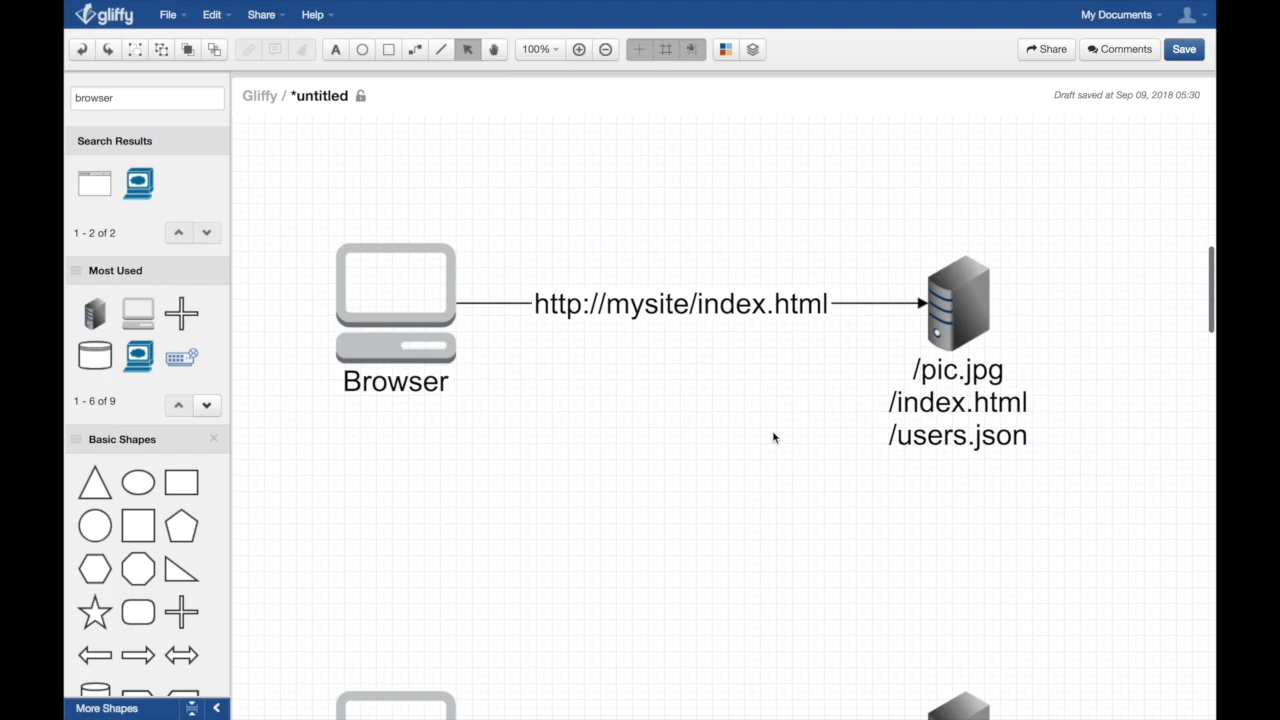 gliffy File Edit Share Help My Documents
A 100% Share Comments Save
browser
Gliffy / *untitled
Draft saved at Sep 09, 2018 05:30
Search Results
1 - 2 of 2
Most Used
1 - 6 of 9
Basic Shapes
More Shapes
http://mysite/index.html
Browser
/pic.jpg
/index.html
/users.json